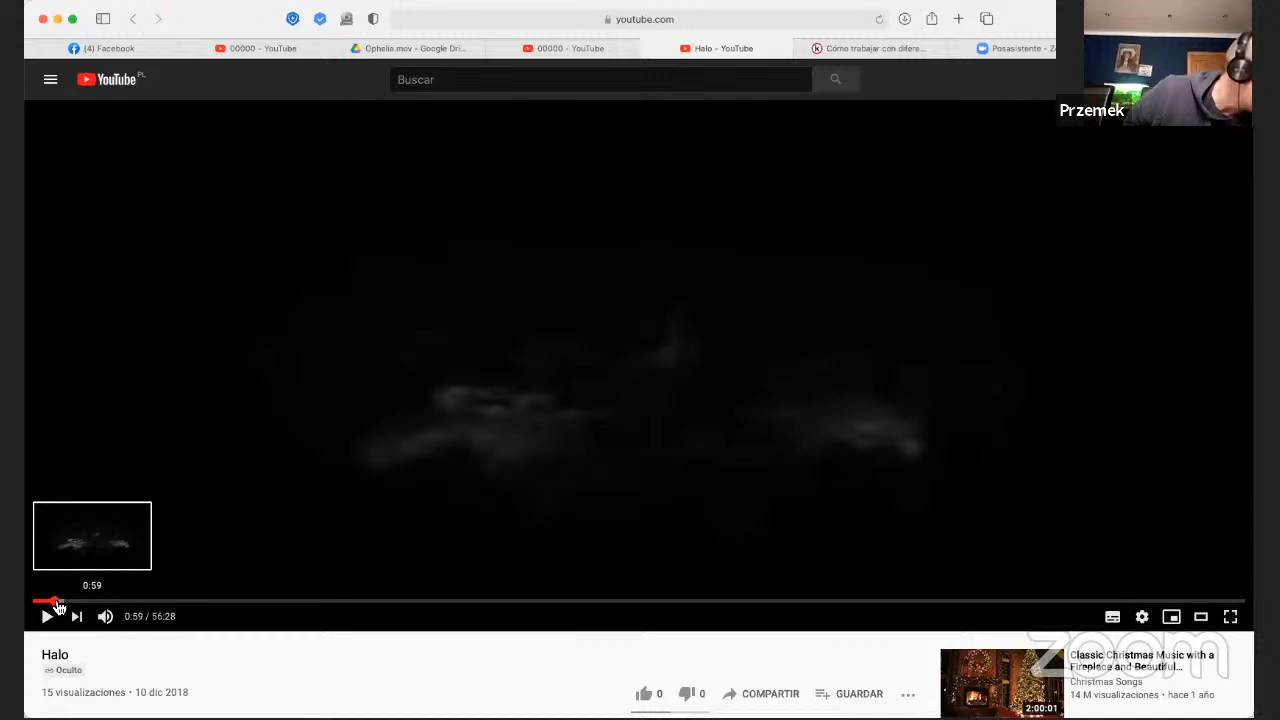 youtube.com
(4) Facebook
00000 - YouTube
Ophelia.mov - Google Dri...
00000 - YouTube
Halo - YouTube
Cómo trabajar con difere...
Posasistente - Z
YouTube PL
Buscar
Przemek
0:59
0:59 / 56:28
Halo
Oculto
15 visualizaciones • 10 dic 2018
0
0
COMPARTIR
GUARDAR
zoom
Classic Christmas Music with a
Fireplace and Beautiful...
Christmas Songs
14 M visualizaciones • hace 1 año
2:00:01